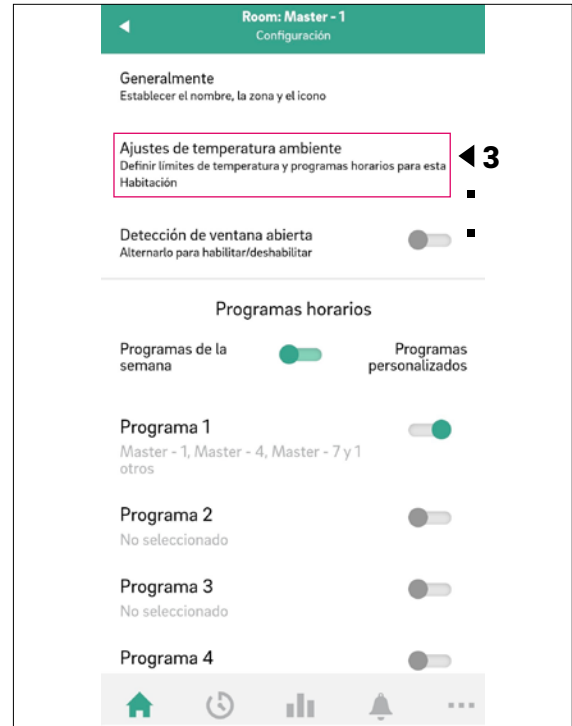 Room: Master - 1
Configuración
Generalmente
Establecer el nombre, la zona y el icono
Ajustes de temperatura ambiente
Definir límites de temperatura y programas horarios para esta
Habitación
3
Detección de ventana abierta
Alternarlo para habilitar/deshabilitar
Programas horarios
Programas de la
semana
Programas
personalizados
Programa 1
Master - 1, Master - 4, Master - 7 y 1
otros
Programa 2
No seleccionado
Programa 3
No seleccionado
Programa 4